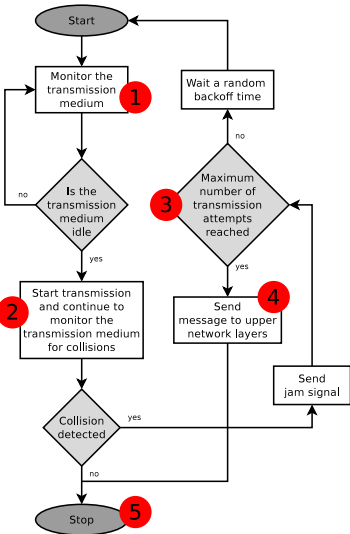 Start
Monitor the
transmission
medium
1
Is the
transmission
medium
idle
no
yes
2
Start transmission
and continue to
monitor the
transmission medium
for collisions
Collision
detected
yes
no
Stop
5
Wait a random
backoff time
no
3
Maximum
number of
transmission
attempts
reached
yes
4
Send
message to upper
network layers
Send
jam signal